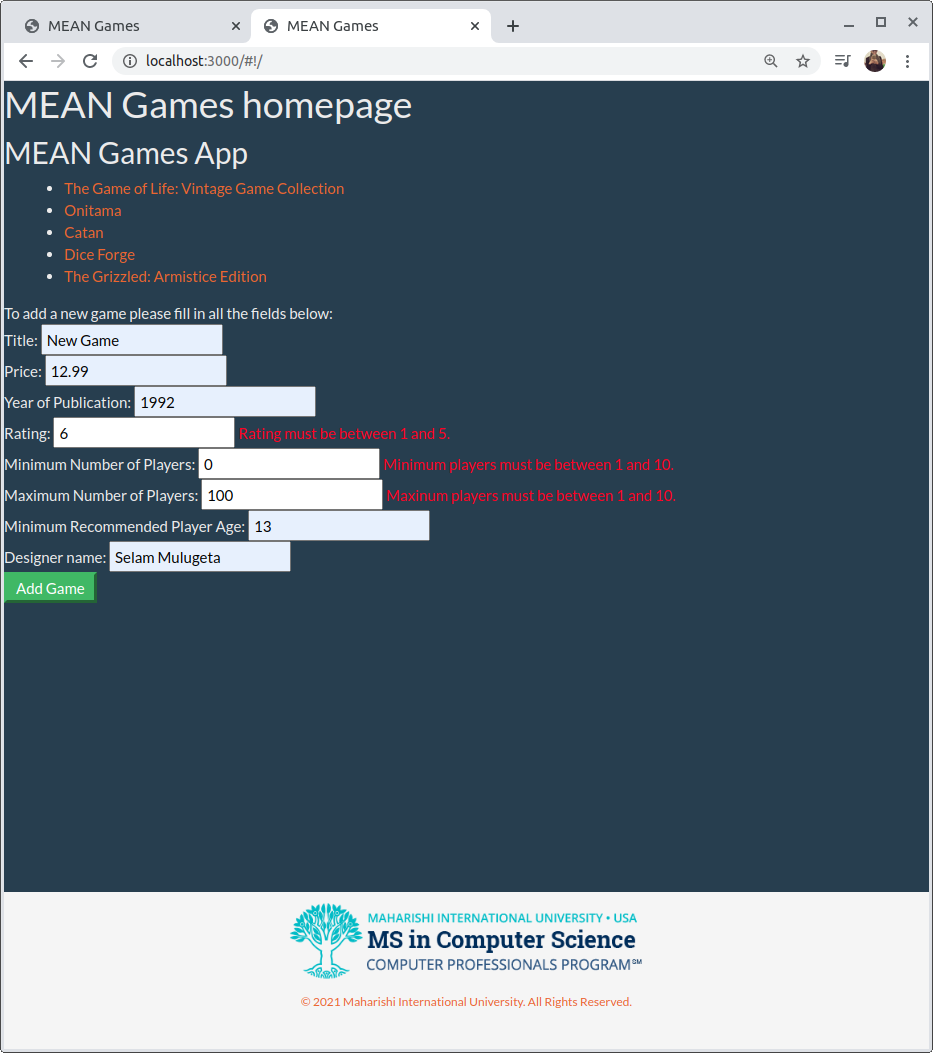 MEAN Games
MEAN Games
localhost:3000/#!/
MEAN Games homepage
MEAN Games App
The Game of Life: Vintage Game Collection
Onitama
Catan
Dice Forge
The Grizzled: Armistice Edition
To add a new game please fill in all the fields below:
Title: New Game
Price: 12.99
Year of Publication: 1992
Rating: 6 Rating must be between 1 and 5.
Minimum Number of Players: 0 Minimum players must be between 1 and 10.
Maximum Number of Players: 100 Maxinum players must be between 1 and 10.
Minimum Recommended Player Age: 13
Designer name: Selam Mulugeta
Add Game
MAHARISHI INTERNATIONAL UNIVERSITY • USA
MS in Computer Science
COMPUTER PROFESSIONALS PROGRAM℠
© 2021 Maharishi International University. All Rights Reserved.